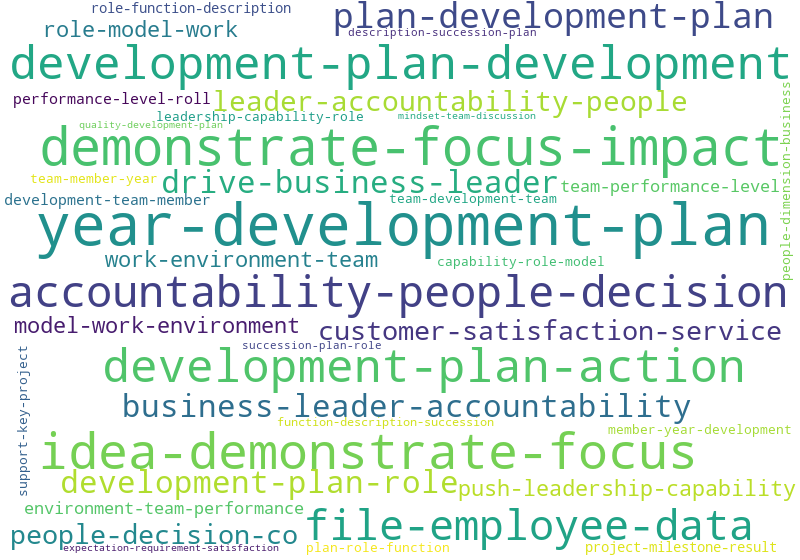 role-function-description
plan-development-plan
role-model-work
description-succession-plan
development-plan-development
people-dimension-business
performance-level-roll
leader-accountability-people
leadership-capability-role
mindset-team-discussion
quality-development-plan
demonstrate-focus-impact
team-member-year
drive-business-leader
team-performance-level
development-team-member
team-development-team
year-development-plan
work-environment-team
capability-role-model
accountability-people-decision
model-work-environment
customer-satisfaction-service
succession-plan-role
support-key-project
development-plan-action
business-leader-accountability
function-description-succession
member-year-development
idea-demonstrate-focus
development-plan-role
push-leadership-capability
environment-team-performance
file-employee-data
people-decision-co
expectation-requirement-satisfaction
plan-role-function
project-milestone-result